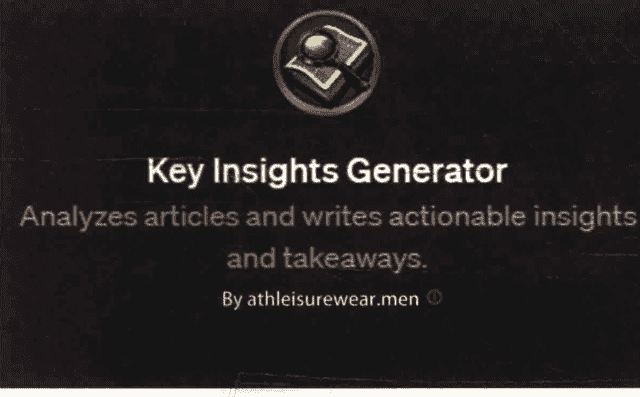 Key Insights Generator
Analyzes articles and writes actionable insights
and takeaways.
By athleisurewear.men